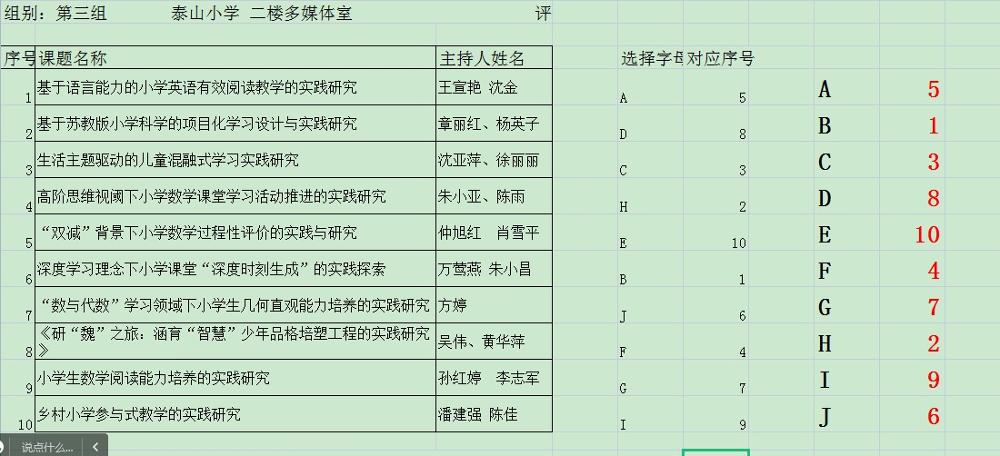 组别：第三组 泰山小学 二楼多媒体室 评
序号 课题名称 主持人姓名 选择字母 对应序号
1 基于语言能力的小学英语有效阅读教学的实践研究 王宣艳 沈金 A 5 A 5
2 基于苏教版小学科学的项目化学习设计与实践研究 章丽红、杨英子 D 8 B 1
3 生活主题驱动的儿童混融式学习实践研究 沈亚萍、徐丽丽 C 3 C 3
4 高阶思维视阈下小学数学课堂学习活动推进的实践研究 朱小亚、陈雨 H 2 D 8
5 “双减”背景下小学数学过程性评价的实践与研究 仲旭红 肖雪平 E 10 E 10
6 深度学习理念下小学课堂“深度时刻生成”的实践探索 万莺燕 朱小昌 B 1 F 4
7 “数与代数”学习领域下小学生几何直观能力培养的实践研究 方婷 J 6 G 7
8 《研“魏”之旅：涵育“智慧”少年品格培塑工程的实践研究
》 吴伟、黄华萍 F 4 H 2
9 小学生数学阅读能力培养的实践研究 孙红婷 李志军 G 7 I 9
10 乡村小学参与式教学的实践研究 潘建强 陈佳 I 9 J 6
说点什么...